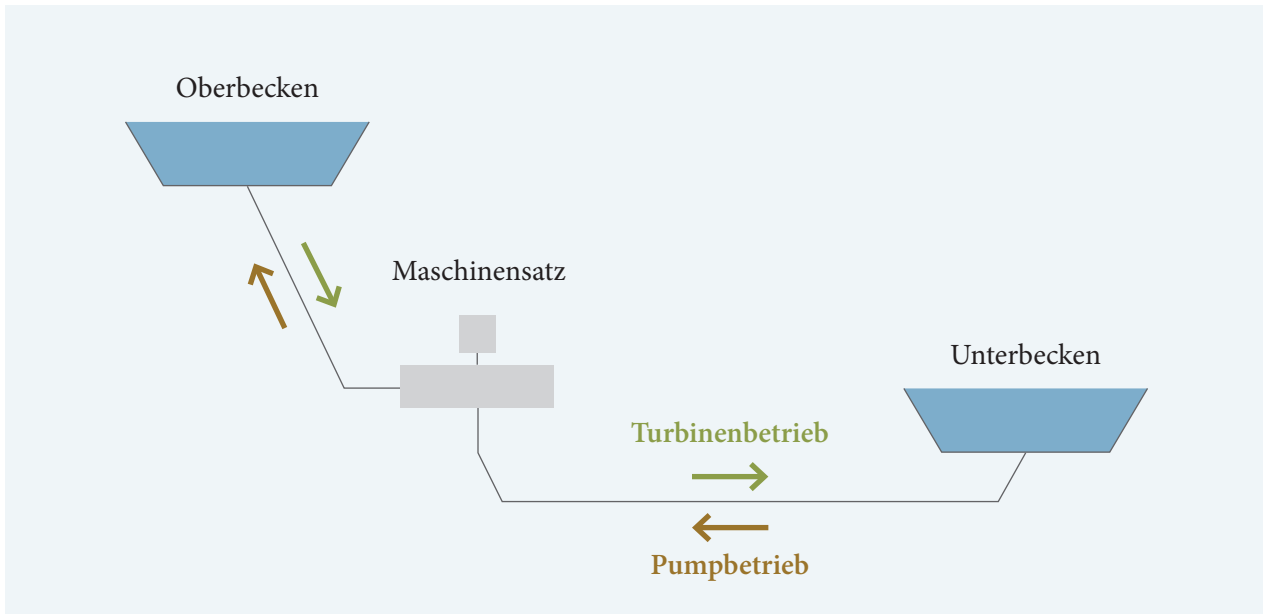 Oberbecken
Maschinensatz
Unterbecken
Turbinenbetrieb
Pumpbetrieb